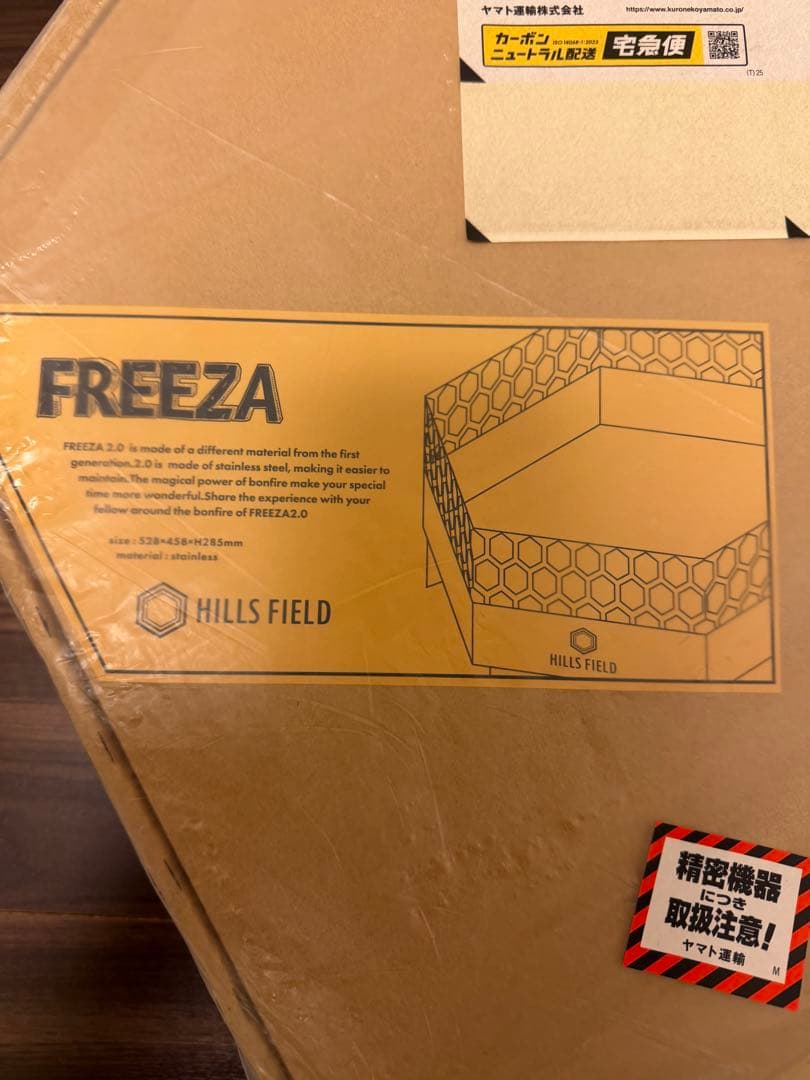 ヤマト運輸株式会社 https://www.kuronekoyamato.co.jp/
カーボン ISO 14068-1:2023
ニュートラル配送 宅急便
(T) 25
FREEZA
FREEZA 2.0 is made of a different material from the first
generation.2.0 is made of stainless steel, making it easier to
maintain.The magical power of bonfire make your special
time more wonderful.Share the experience with your
fellow around the bonfire of FREEZA2.0
size : 528×458×H285mm
material : stainless
HILLS FIELD
HILLS FIELD
精密機器
につき
取扱注意!
ヤマト運輸
M